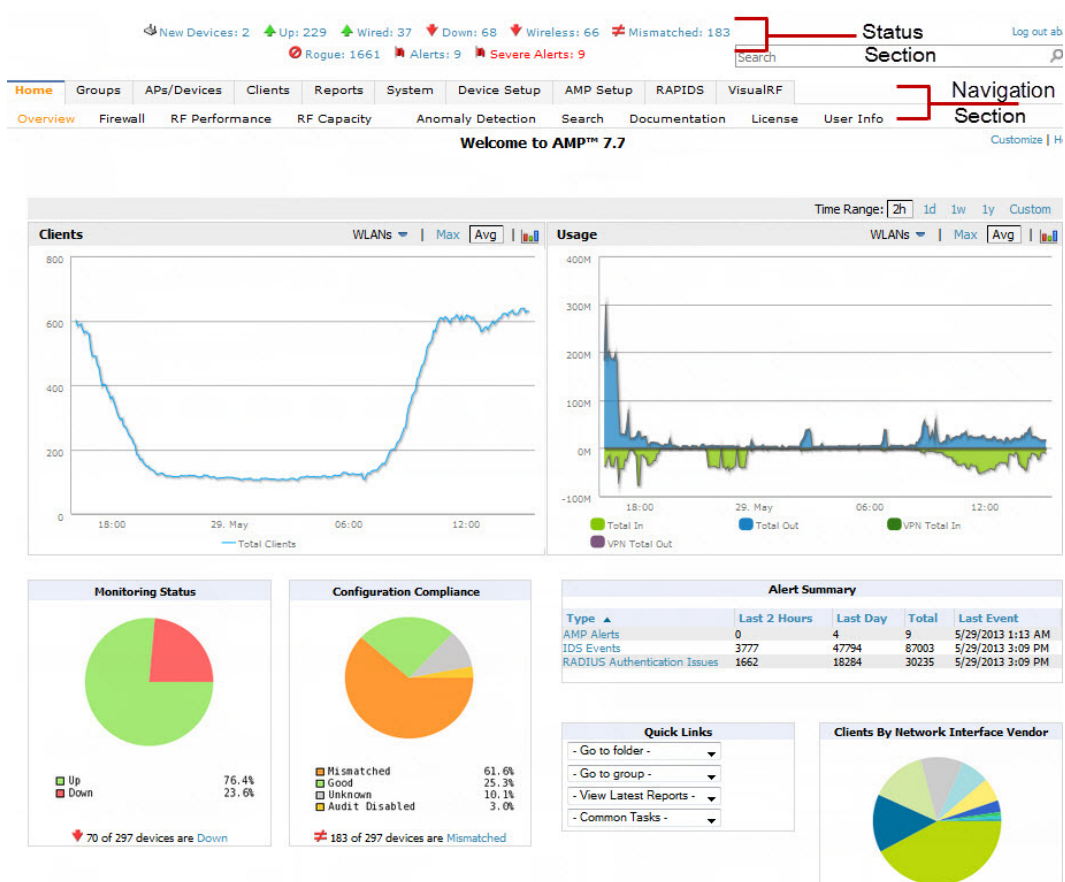 New Devices: 2 Up: 229 Wired: 37 Down: 68 Wireless: 66 Mismatched: 183
Status
Section
Log out ab
Rogue: 1661 Alerts: 9 Severe Alerts: 9
Search
Home Groups APs/Devices Clients Reports System Device Setup AMP Setup RAPIDS VisualRF
Navigation
Section
Overview Firewall RF Performance RF Capacity Anomaly Detection Search Documentation License User Info
Welcome to AMP™ 7.7
Customize | H
Time Range: 2h 1d 1w 1y Custom
Clients WLANs | Max Avg |
800
600
400
200
0
18:00 29. May 06:00 12:00
Total Clients
Usage WLANs | Max Avg |
400M
300M
200M
100M
0M
-100M
18:00 29. May 06:00 12:00
Total In Total Out VPN Total In
VPN Total Out
Monitoring Status
Up 76.4%
Down 23.6%
70 of 297 devices are Down
Configuration Compliance
Mismatched 61.6%
Good 25.3%
Unknown 10.1%
Audit Disabled 3.0%
183 of 297 devices are Mismatched
Alert Summary
Type Last 2 Hours Last Day Total Last Event
AMP Alerts 0 4 9 5/29/2013 1:13 AM
IDS Events 3777 47794 87003 5/29/2013 3:09 PM
RADIUS Authentication Issues 1662 18284 30235 5/29/2013 3:09 PM
Quick Links
- Go to folder -
- Go to group -
- View Latest Reports -
- Common Tasks -
Clients By Network Interface Vendor